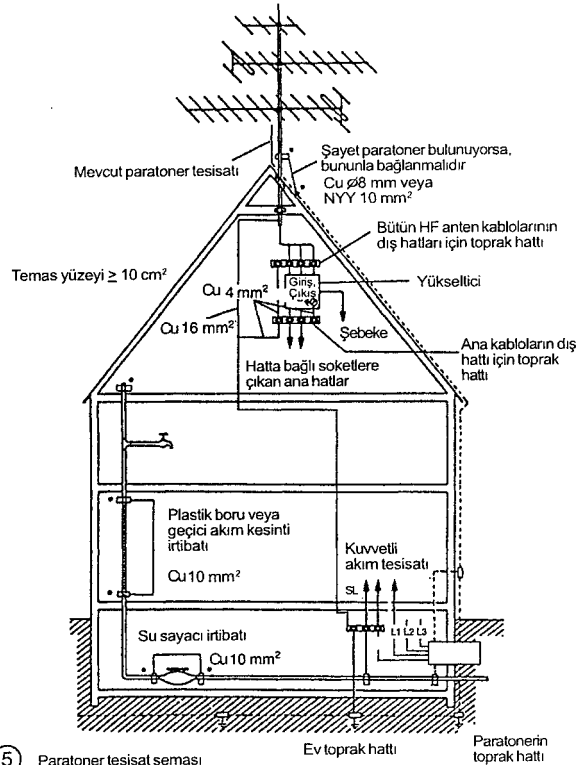 Mevcut paratoner tesisatı
Şayet paratoner bulunuyorsa,
bununla bağlanmalıdır
Cu Ø8 mm veya
NYY 10 mm²
Bütün HF anten kablolarının
dış hatları için toprak hattı
Temas yüzeyi ≥ 10 cm²
Cu 4 mm²
Giriş,
Çıkış
Yükseltici
Cu 16 mm²
Şebeke
Ana kabloların dış
hattı için toprak
hattı
Hatta bağlı soketlere
çıkan ana hatlar
Plastik boru veya
geçici akım kesinti
irtibatı
Cu 10 mm²
Kuvvetli
akım tesisatı
SL
L1 L2 L3
Su sayacı irtibatı
Cu 10 mm²
Ev toprak hattı
Paratonerin
toprak hattı
5 Paratoner tesisat şeması